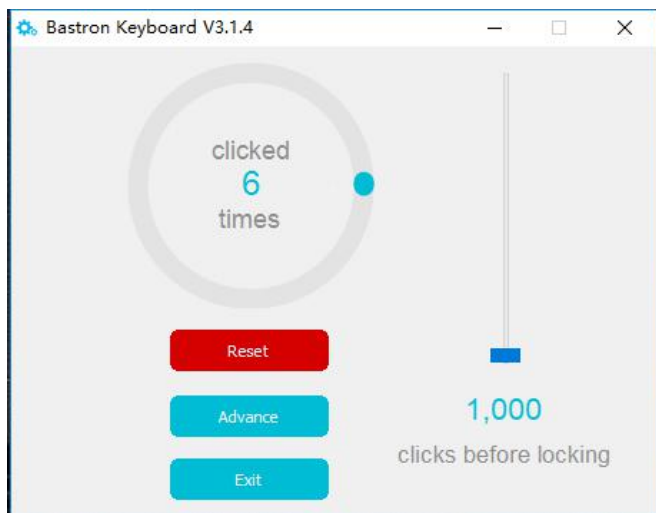 Bastron Keyboard V3.1.4
clicked
6
times
Reset
Advance
Exit
1,000
clicks before locking